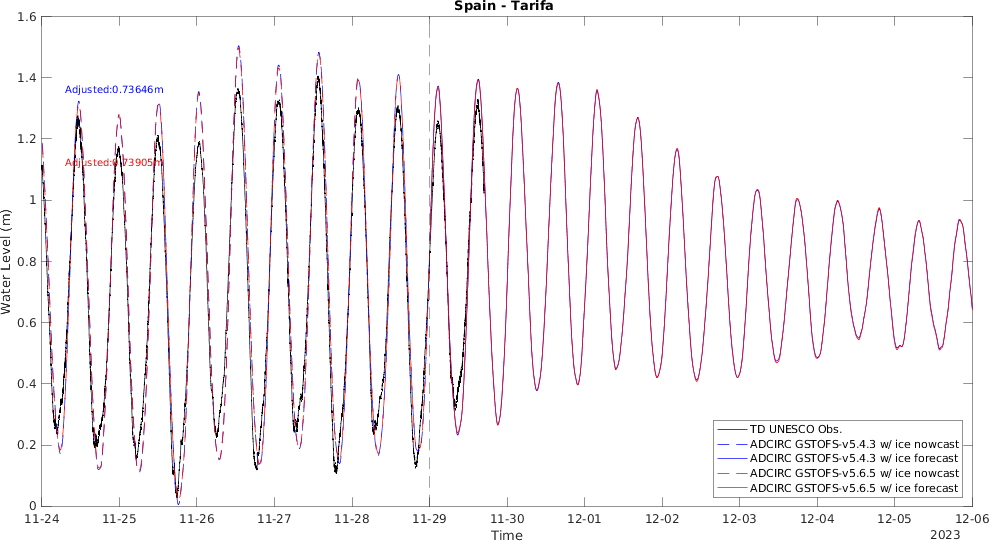 Spain - Tarifa
1.6
1.4
1.2
1
0.8
0.6
0.4
0.2
0
Water Level (m)
Adjusted:0.73646m
Adjusted:0.73905m
TD UNESCO Obs.
ADCIRC GSTOFS-v5.4.3 w/ ice nowcast
ADCIRC GSTOFS-v5.4.3 w/ ice forecast
ADCIRC GSTOFS-v5.6.5 w/ ice nowcast
ADCIRC GSTOFS-v5.6.5 w/ ice forecast
11-24 11-25 11-26 11-27 11-28 11-29 11-30 12-01 12-02 12-03 12-04 12-05 12-06
Time
2023